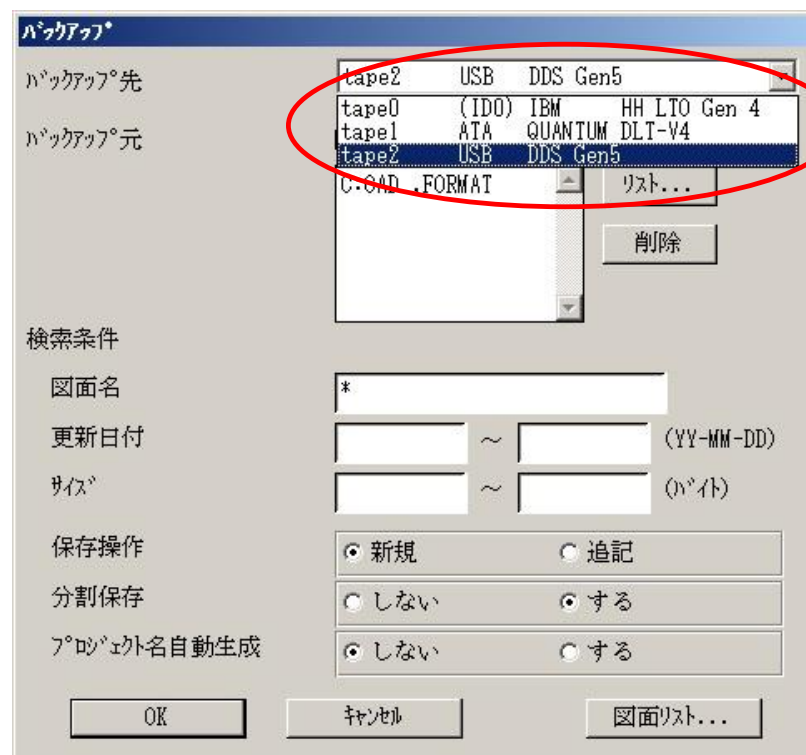 ﾊﾞｯｸｱｯﾌﾟ
ﾊﾞｯｸｱｯﾌﾟ先 tape2 USB DDS Gen5
tape0 (ID0) IBM HH LTO Gen 4
tape1 ATA QUANTUM DLT-V4
tape2 USB DDS Gen5
ﾊﾞｯｸｱｯﾌﾟ元
C:OAD .FORMAT ﾘｽﾄ...
削除
検索条件
図面名 *
更新日付 ～ (YY-MM-DD)
ｻｲｽﾞ ～ (ﾊﾞｲﾄ)
保存操作 新規 追記
分割保存 しない する
ﾌﾟﾛｼﾞｪｸﾄ名自動生成 しない する
OK ｷｬﾝｾﾙ 図面ﾘｽﾄ...